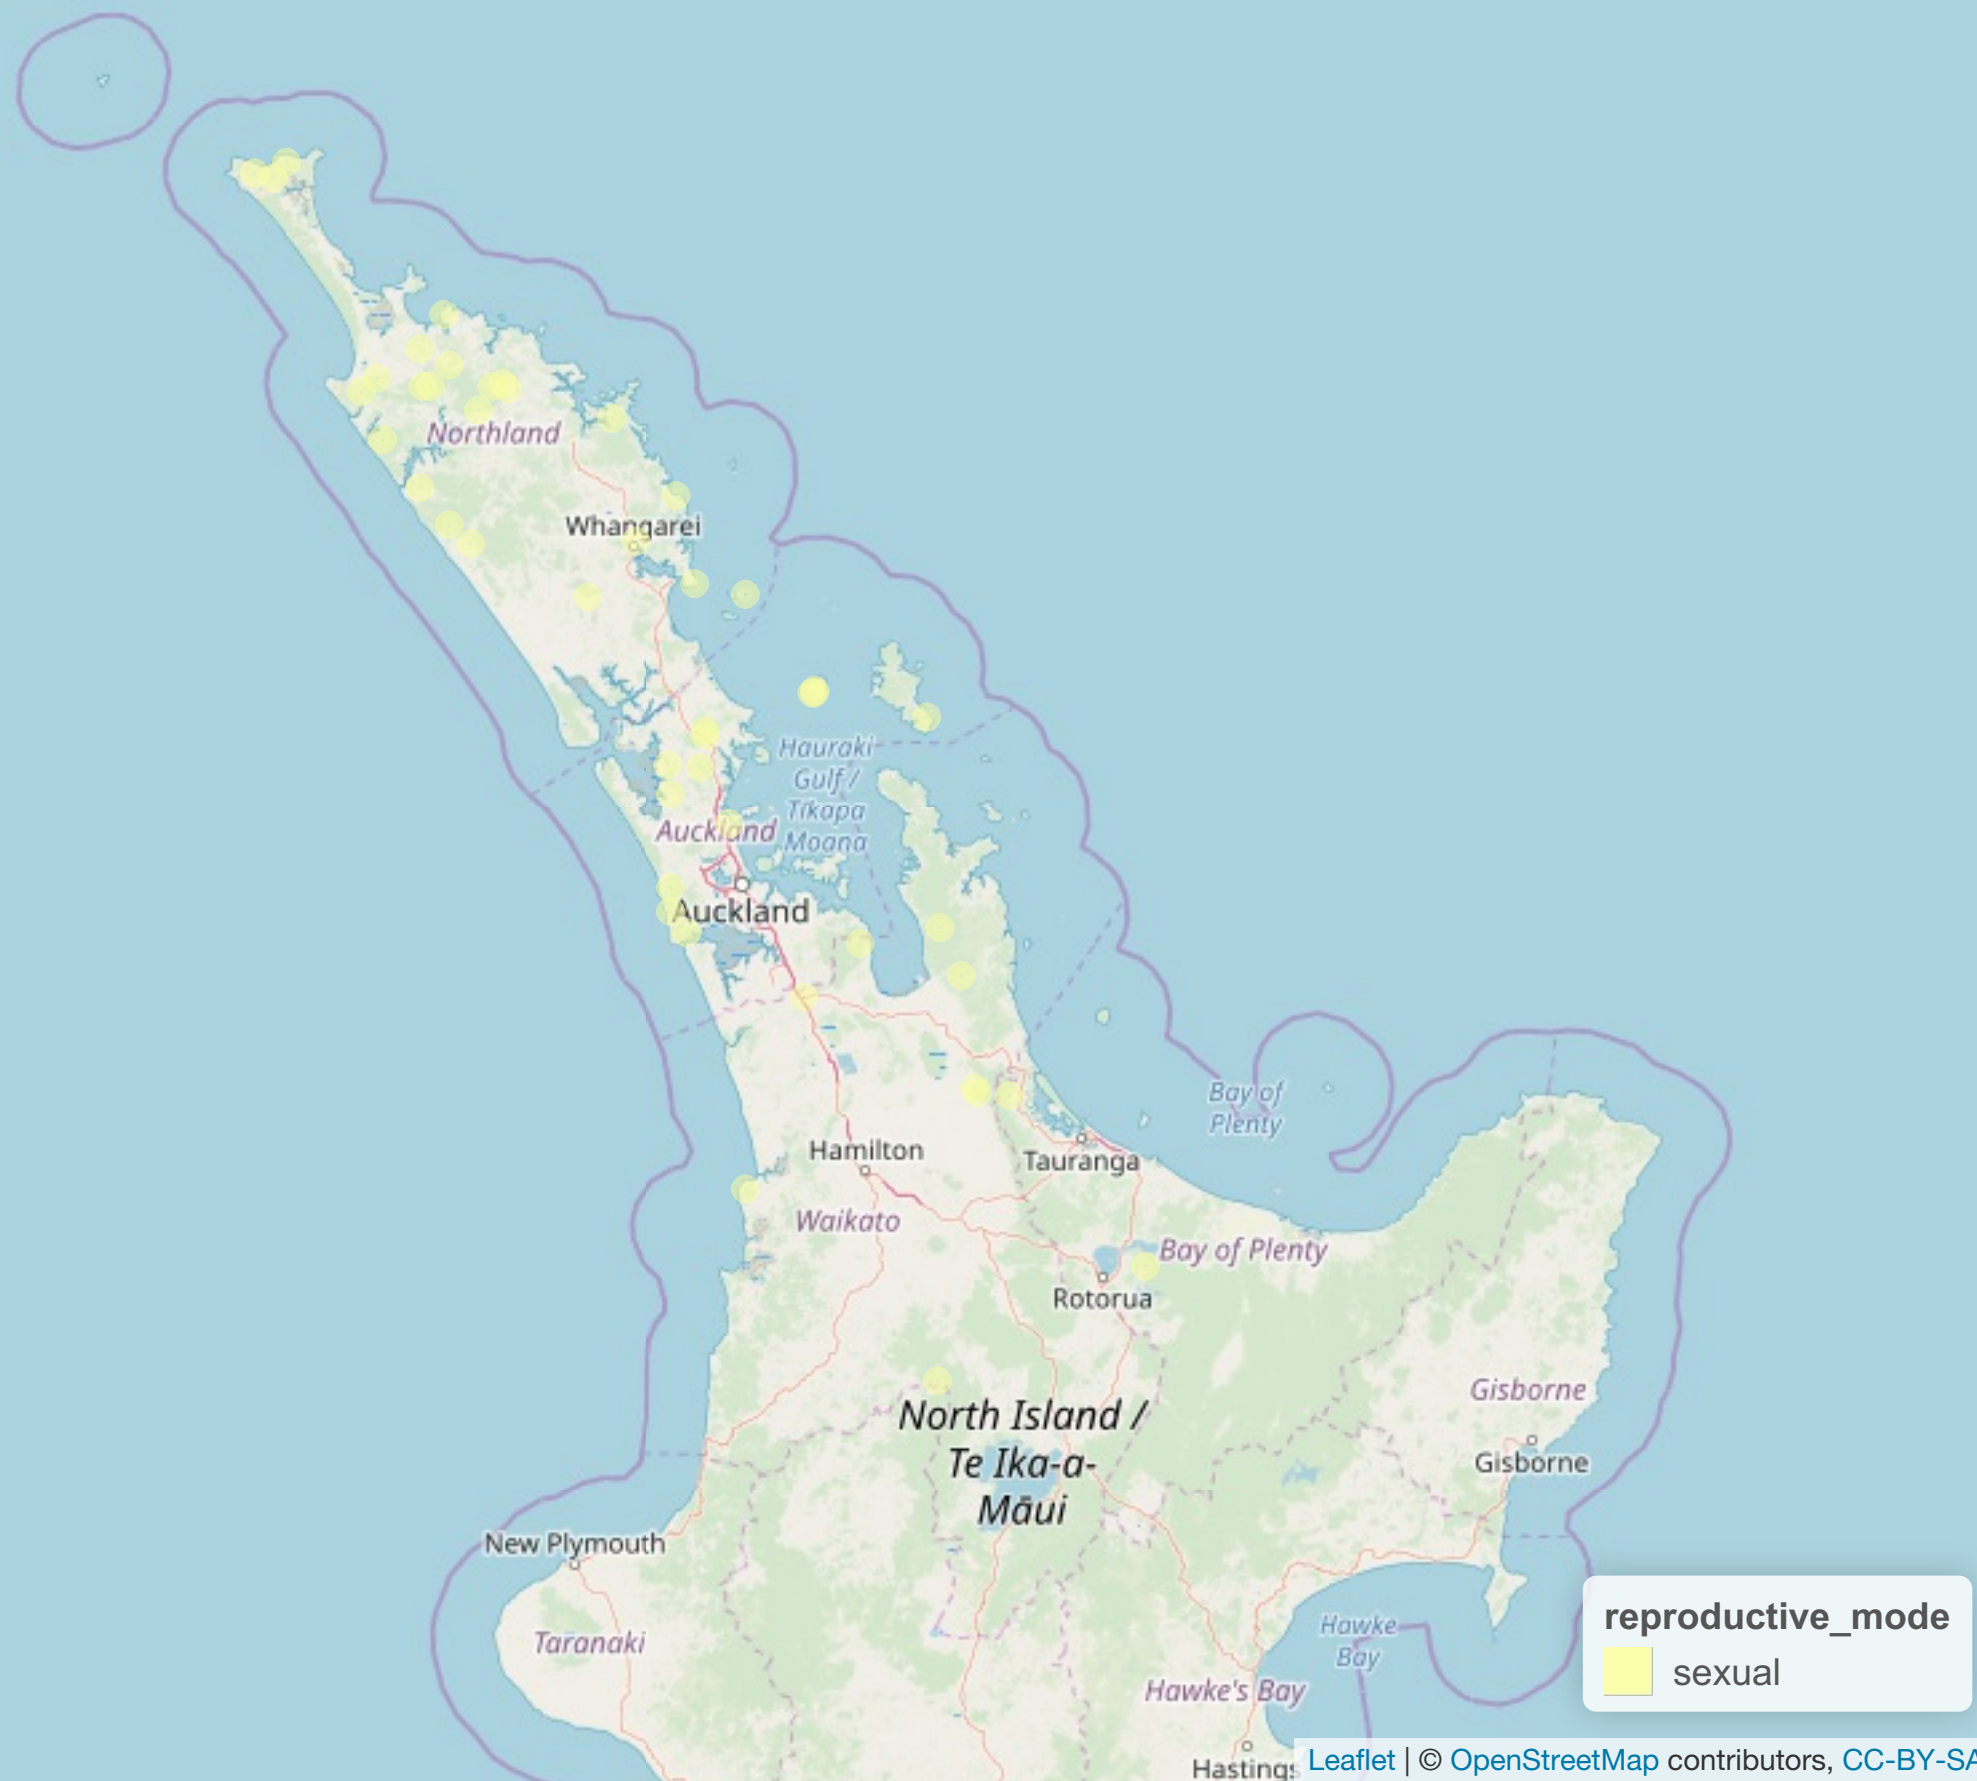 Northland
Whangarei
Hauraki
Gulf /
Tīkapa
Moana
Auckland
Auckland
Bay of
Plenty
Hamilton
Tauranga
Waikato
Bay of Plenty
Rotorua
North Island /
Te Ika-a-
Māui
Gisborne
Gisborne
New Plymouth
Taranaki
Hawke
Bay
Hawke's Bay
Hastings
reproductive_mode
sexual
Leaflet | © OpenStreetMap contributors, CC-BY-SA